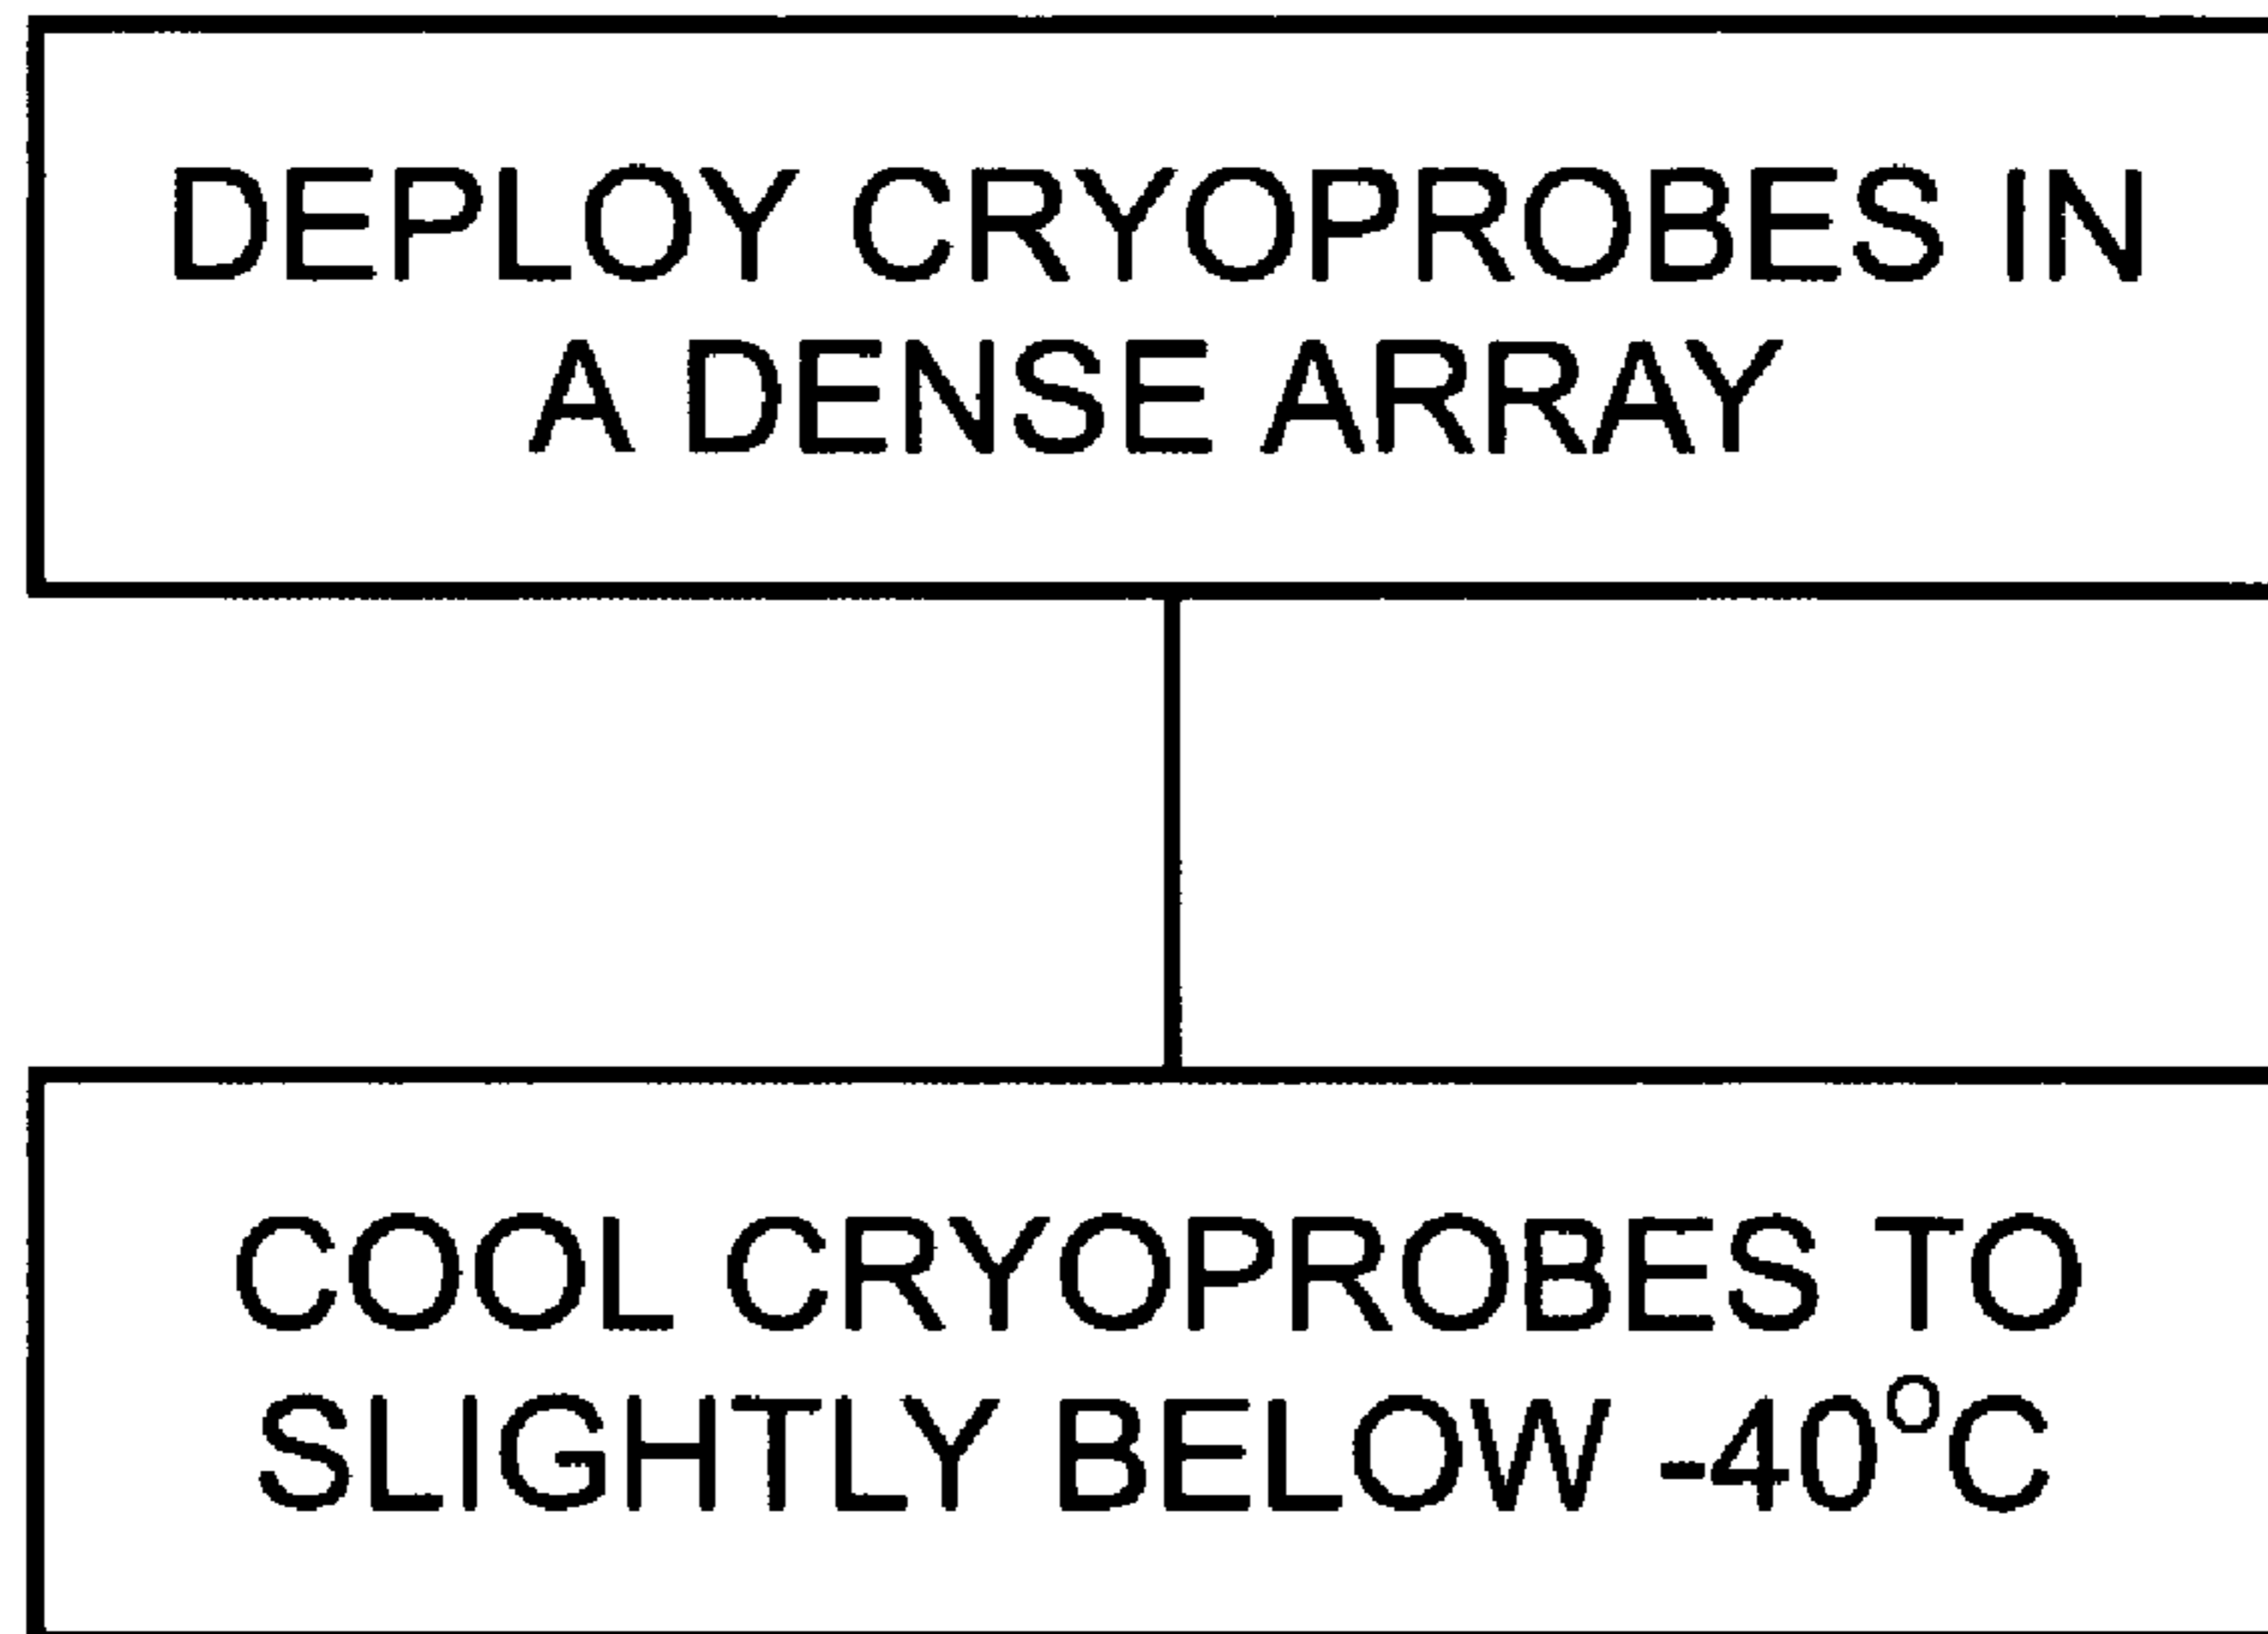 DEPLOY CRYOPROBES IN
A DENSE ARRAY
COOL CRYOPROBES TO
SLIGHTLY BELOW -40°C